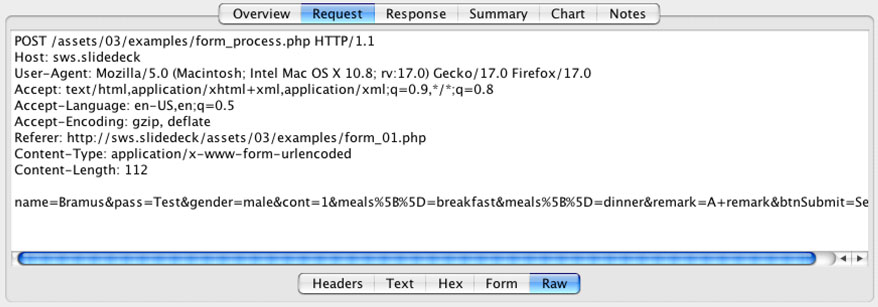 Overview Request Response Summary Chart Notes
POST /assets/03/examples/form_process.php HTTP/1.1
Host: sws.slidedeck
User-Agent: Mozilla/5.0 (Macintosh; Intel Mac OS X 10.8; rv:17.0) Gecko/17.0 Firefox/17.0
Accept: text/html,application/xhtml+xml,application/xml;q=0.9,*/*;q=0.8
Accept-Language: en-US,en;q=0.5
Accept-Encoding: gzip, deflate
Referer: http://sws.slidedeck/assets/03/examples/form_01.php
Content-Type: application/x-www-form-urlencoded
Content-Length: 112
name=Bramus&pass=Test&gender=male&cont=1&meals%5B%5D=breakfast&meals%5B%5D=dinner&remark=A+remark&btnSubmit=Se
Headers Text Hex Form Raw